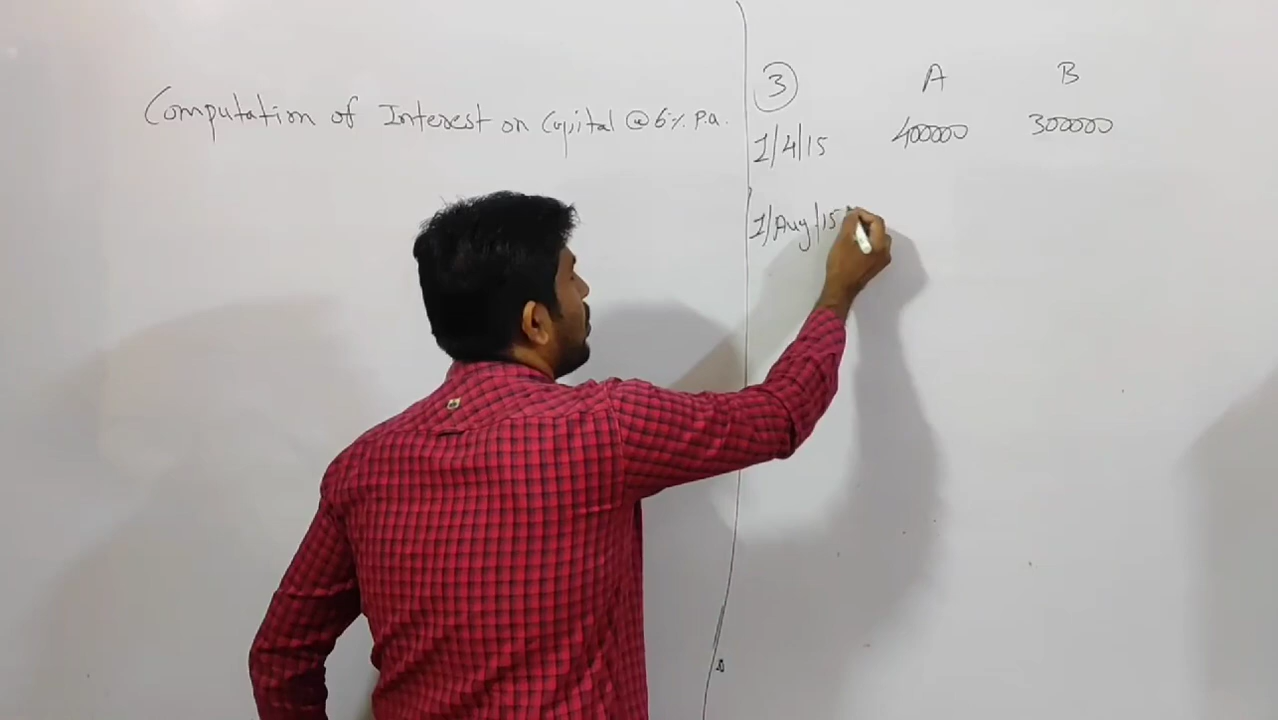 Computation of Interest on Capital @ 6% P.a.
3 A B
1/4/15 400000 300000
1/Aug/15